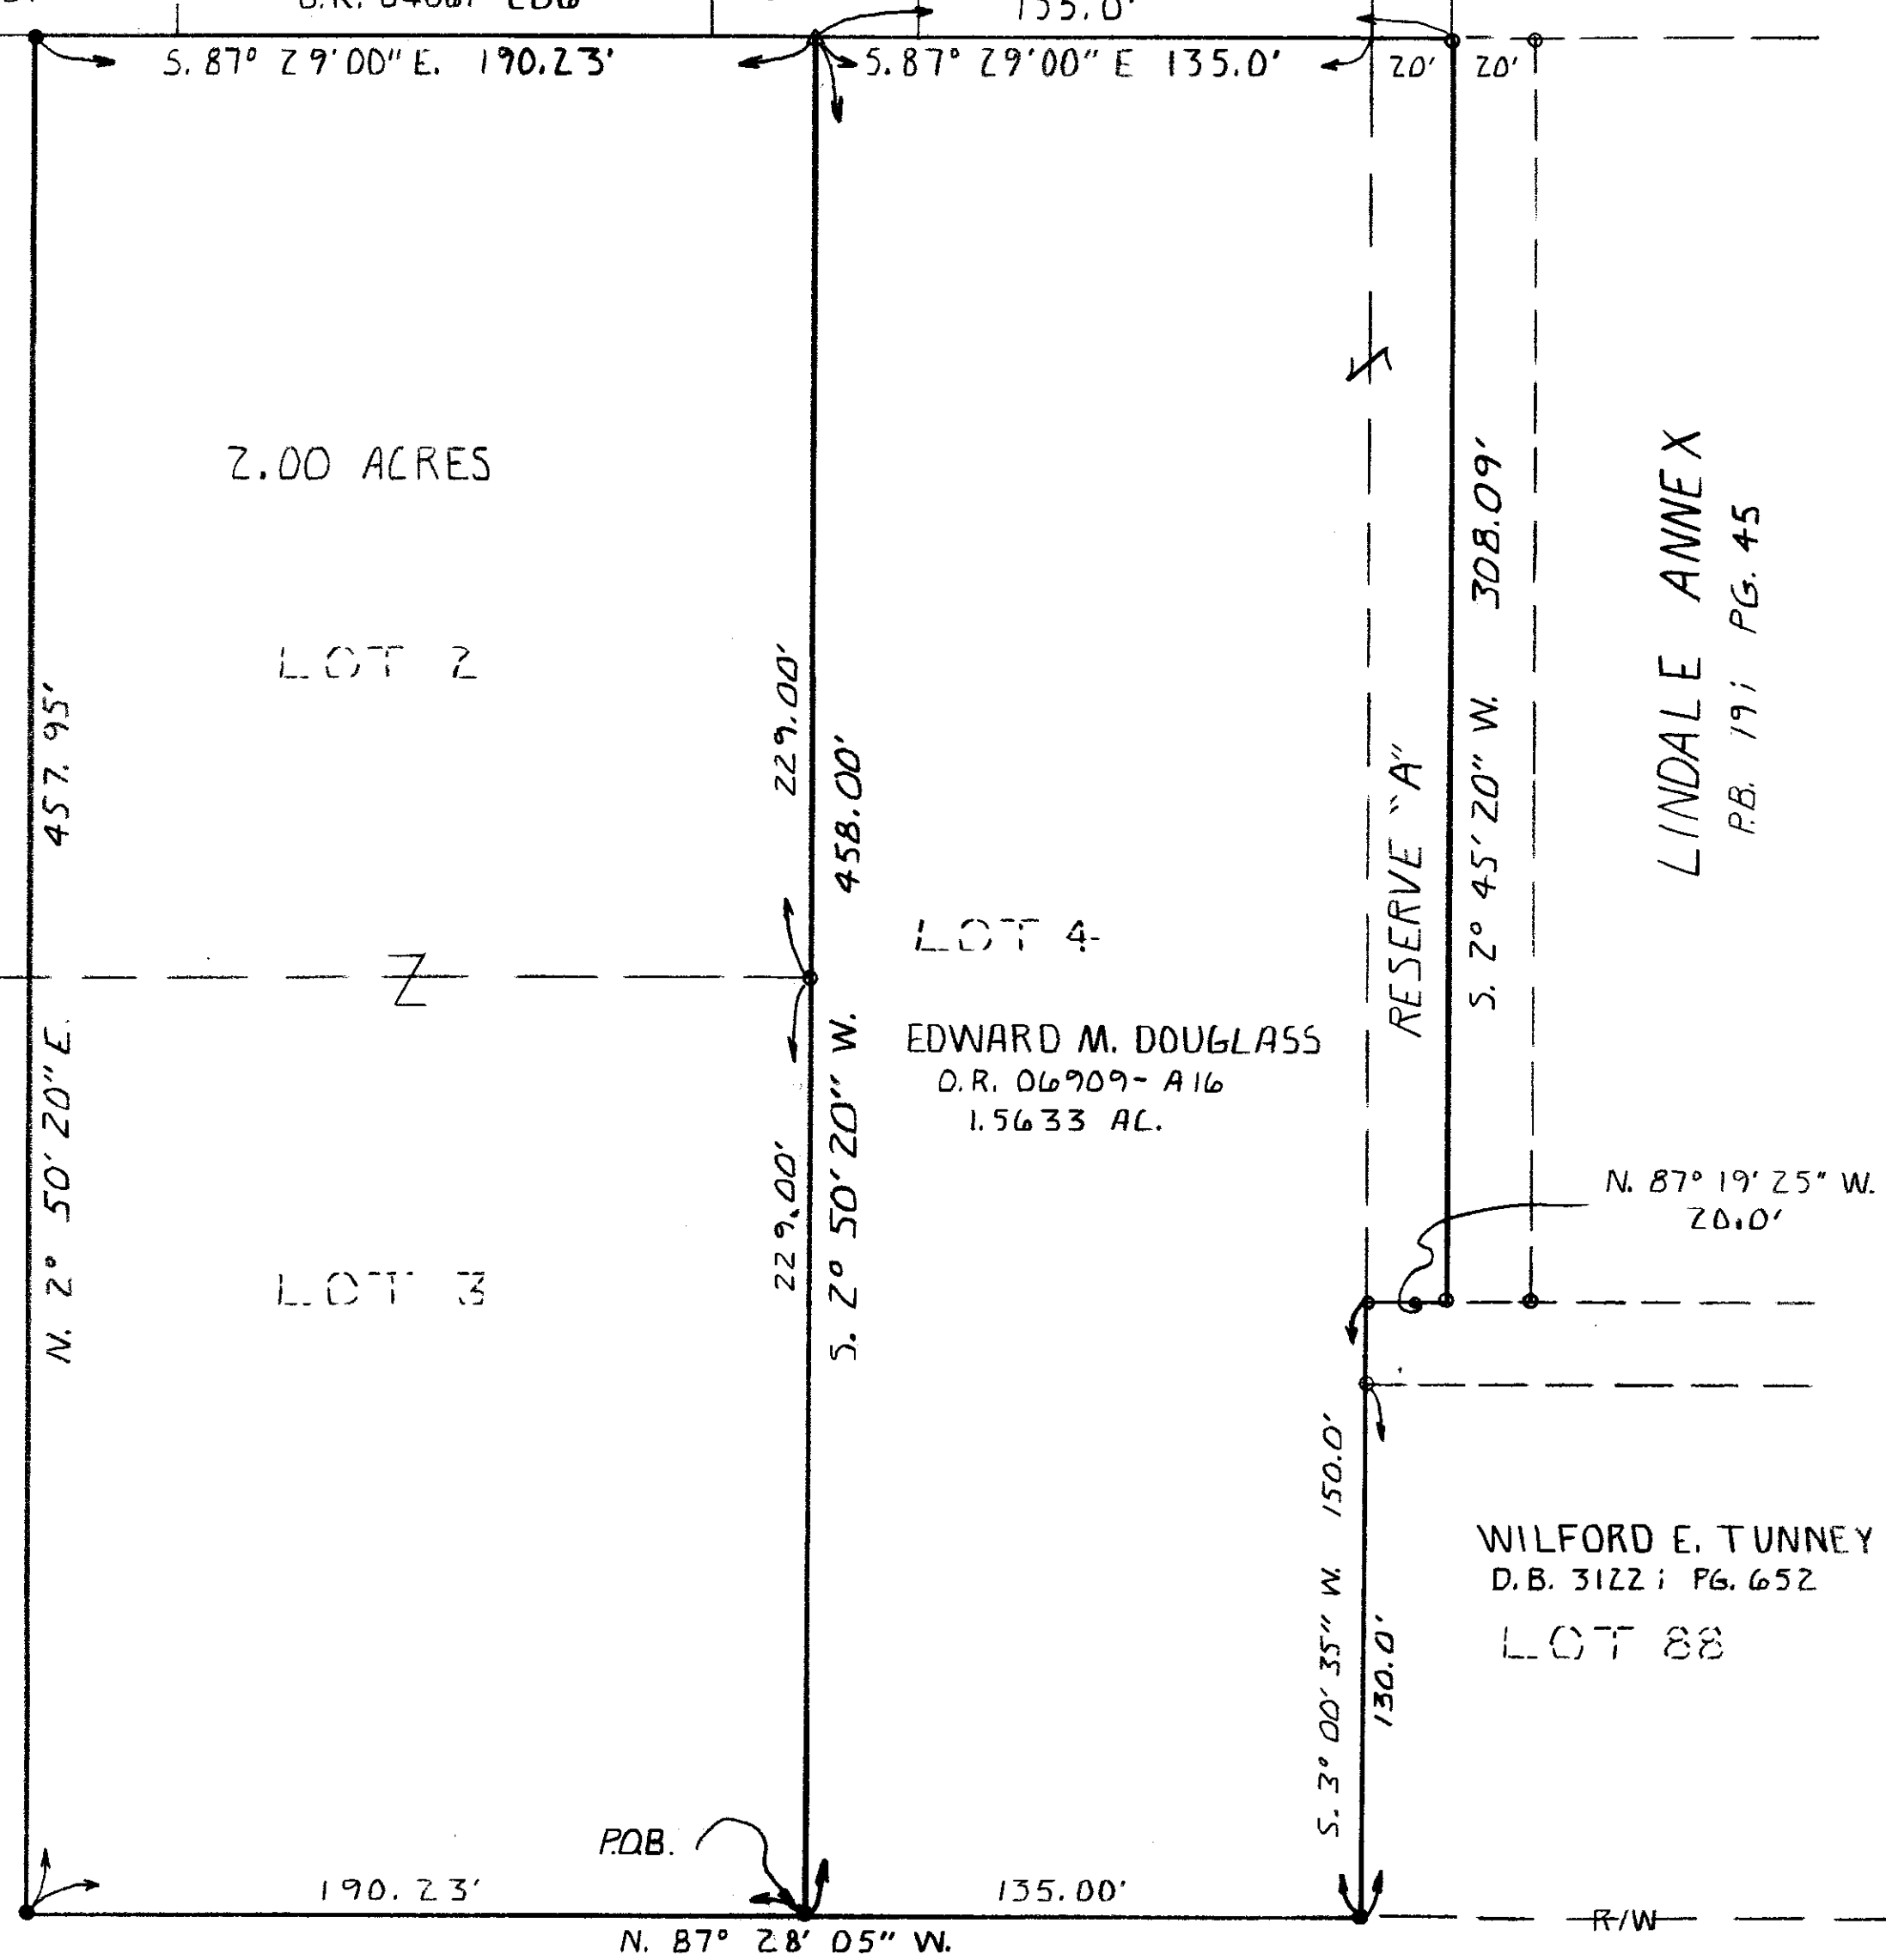 155.0'
S. 87° 29' 00" E. 190.23'
S. 87° 29' 00" E 135.0'
20'
20'
2.00 ACRES
LOT 2
457.95'
N. 2° 50' 20" E.
229.00'
458.00'
S. 2° 50' 20" W.
229.00'
LOT 3
LOT 4
EDWARD M. DOUGLASS
O.R. 06909-A16
1.5633 AC.
RESERVE "A"
S. 2° 45' 20" W. 308.09'
LINDALE ANNEX
P.B. 19; PG. 45
N. 87° 19' 25" W.
20.0'
S. 3° 00' 35" W. 150.0'
130.0'
WILFORD E. TUNNEY
D.B. 3122; PG. 652
LOT 88
P.O.B.
190.23'
135.00'
N. 87° 28' 05" W.
R/W